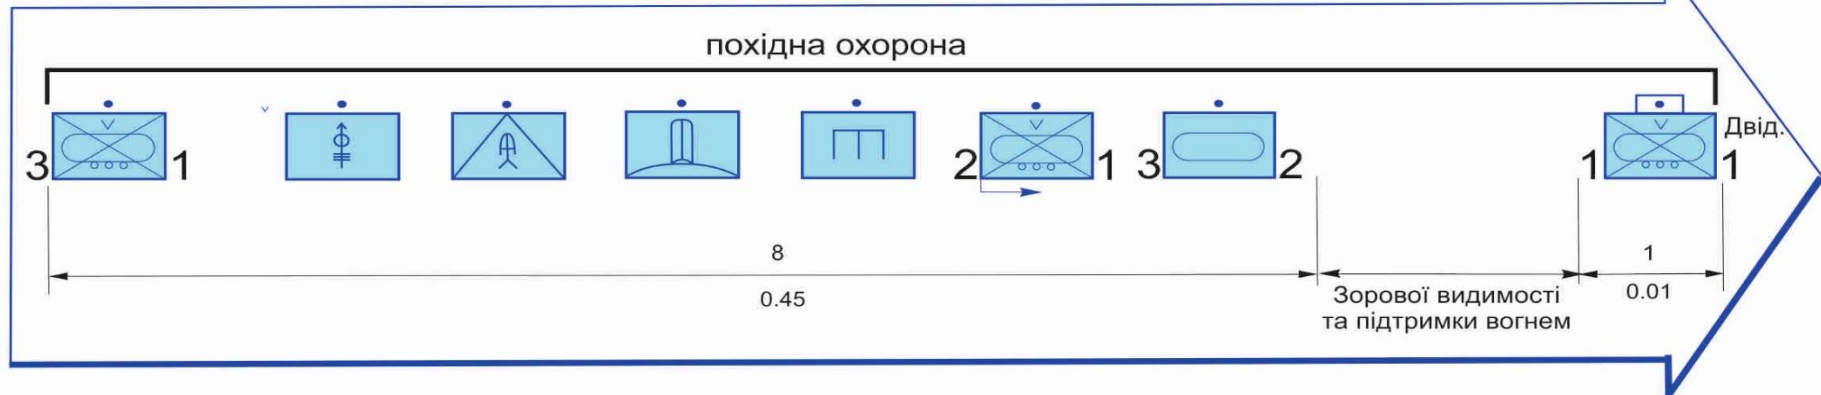 похідна охорона
Двід.
3 1 2 1 3 2 1 1
8
0.45
Зорової видимості
та підтримки вогнем
1
0.01